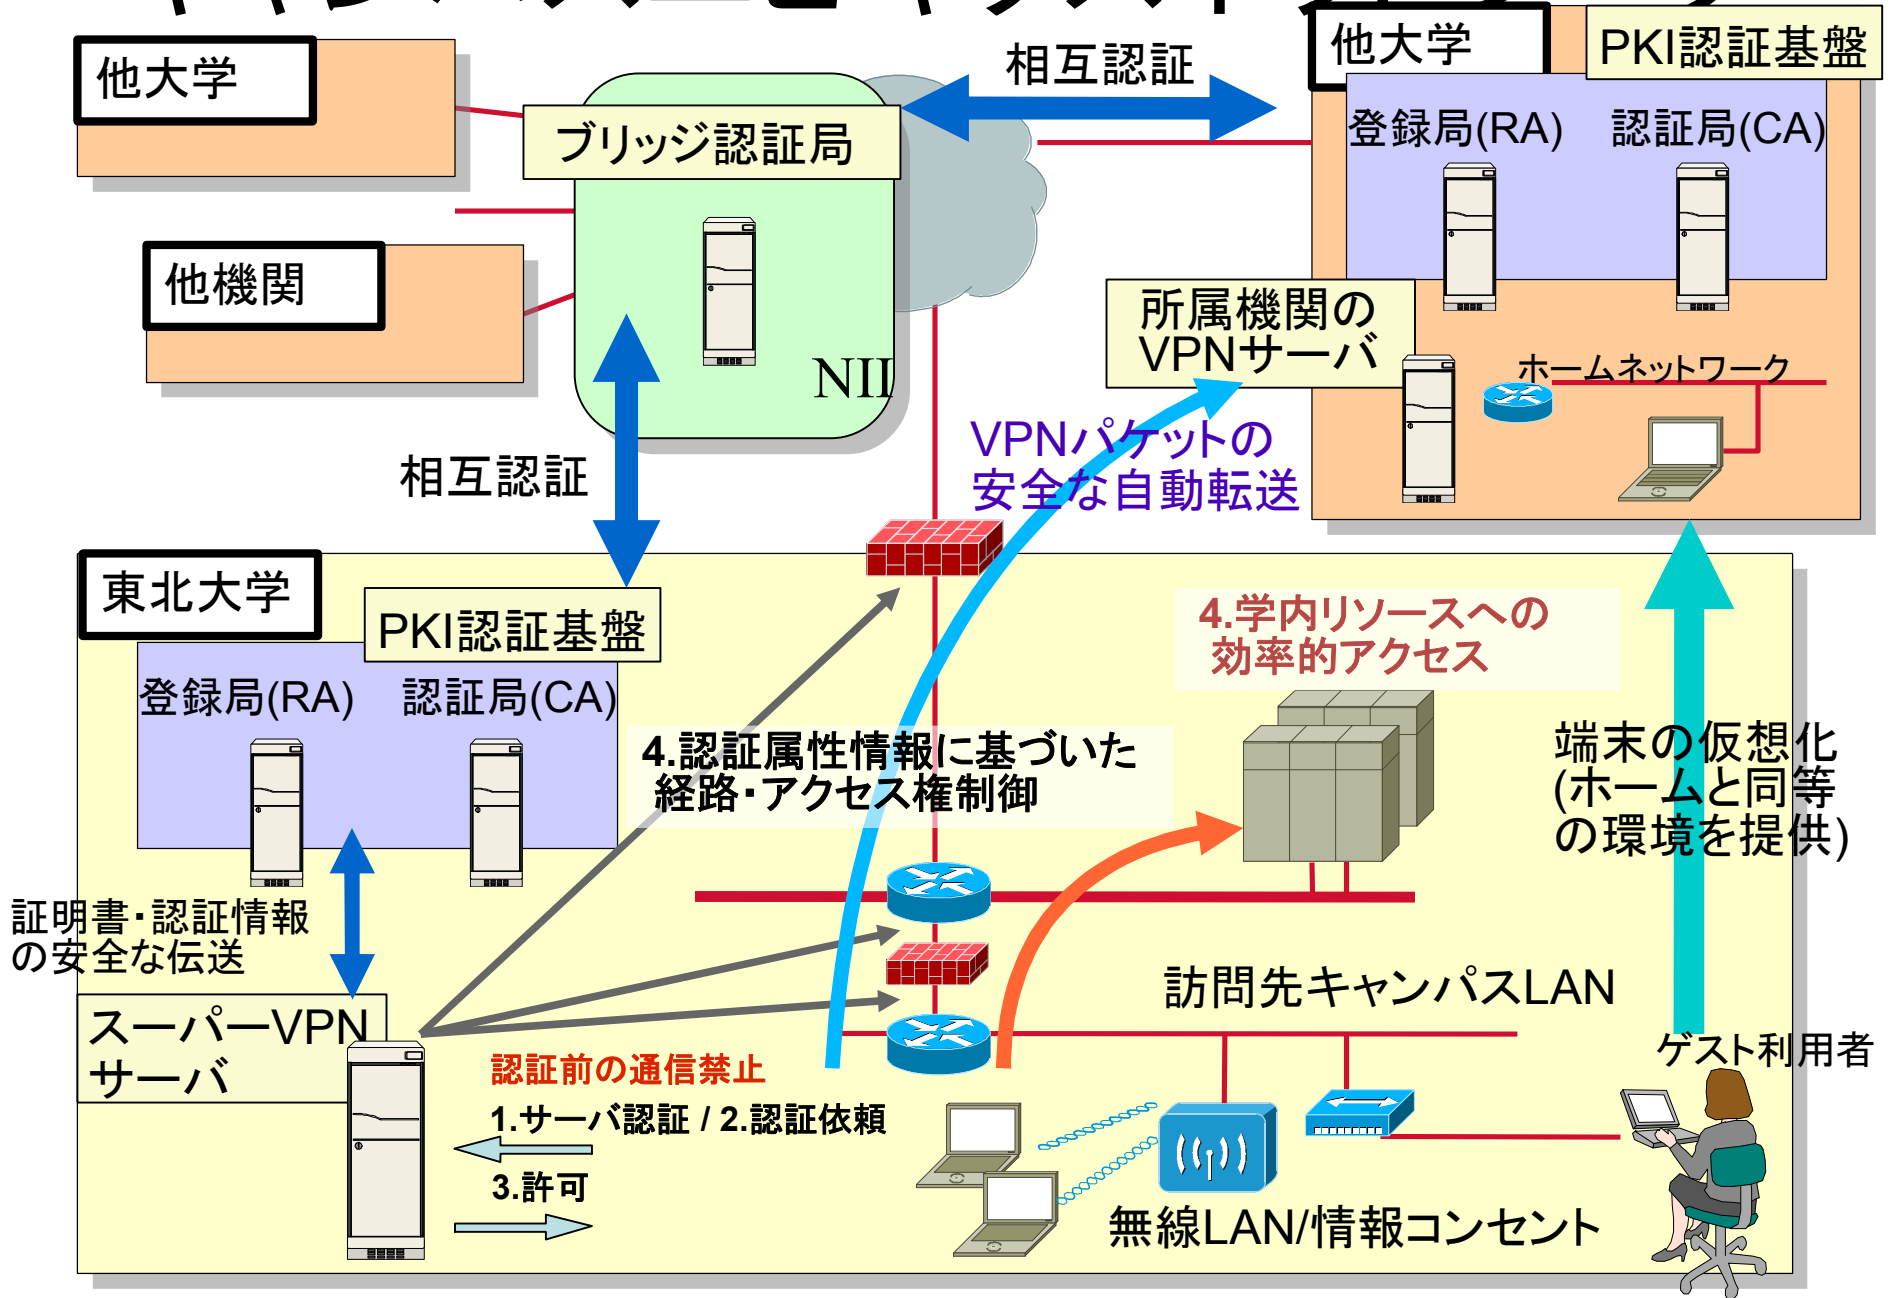 他大学
相互認証
他大学
PKI認証基盤
ブリッジ認証局
登録局(RA)
認証局(CA)
他機関
NII
所属機関の
VPNサーバ
ホームネットワーク
相互認証
VPNパケットの
安全な自動転送
東北大学
PKI認証基盤
登録局(RA)
認証局(CA)
4.学内リソースへの
効率的アクセス
4.認証属性情報に基づいた
経路・アクセス権制御
端末の仮想化
(ホームと同等
の環境を提供)
証明書・認証情報
の安全な伝送
訪問先キャンパスLAN
スーパーVPN
サーバ
ゲスト利用者
認証前の通信禁止
1.サーバ認証 / 2.認証依頼
3.許可
無線LAN/情報コンセント